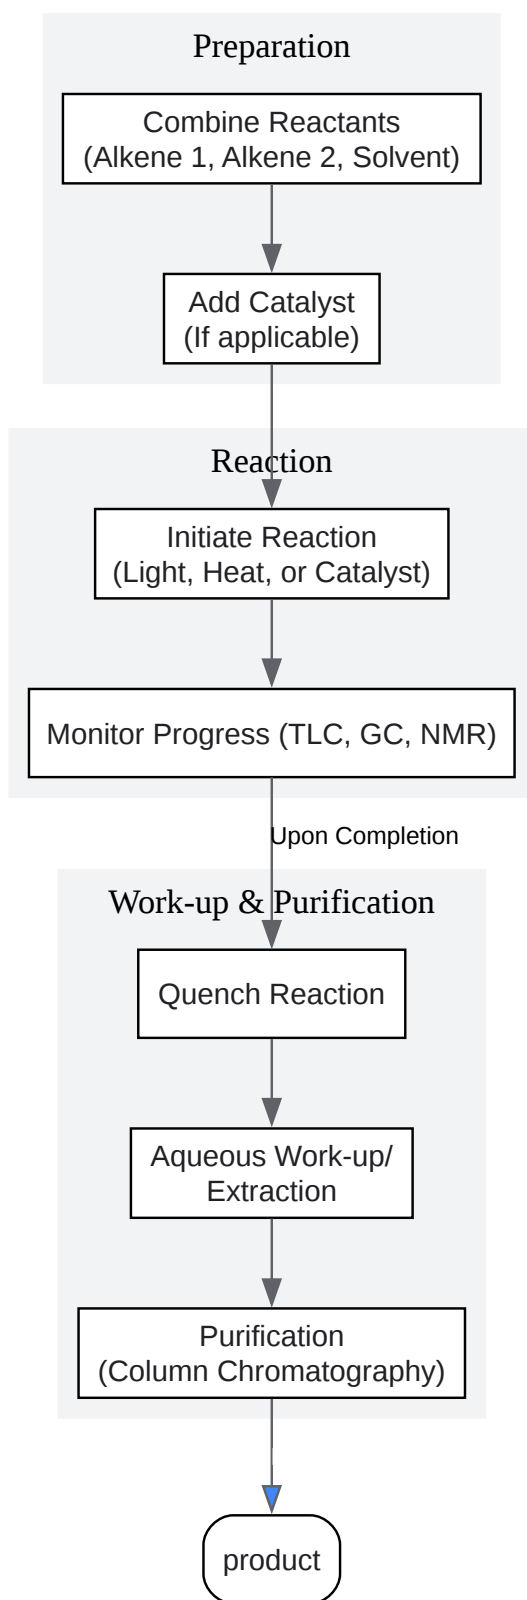 Preparation
Combine Reactants
(Alkene 1, Alkene 2, Solvent)
Add Catalyst
(If applicable)
Reaction
Initiate Reaction
(Light, Heat, or Catalyst)
Monitor Progress (TLC, GC, NMR)
Upon Completion
Work-up & Purification
Quench Reaction
Aqueous Work-up/
Extraction
Purification
(Column Chromatography)
product